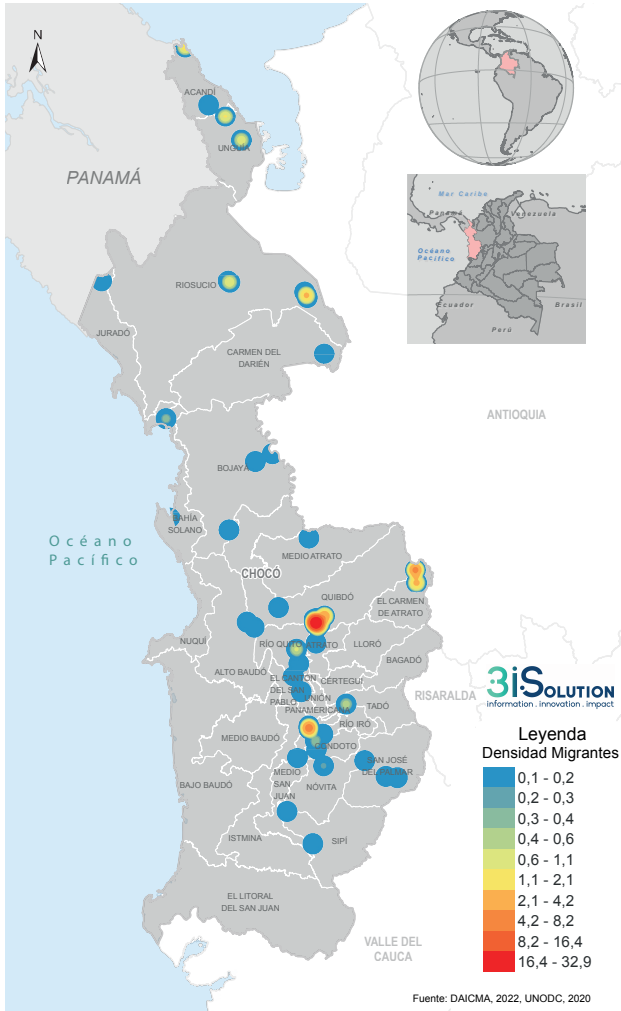 N
ACANDÍ
UNGUÍA
PANAMÁ
Mar Caribe
Panamá
Venezuela
Océano
Pacífico
Ecuador
Brasil
Perú
RIOSUCIO
JURADÓ
CARMEN DEL
DARIÉN
ANTIOQUIA
BOJAYA
BAHÍA
SOLANO
Océano
Pacífico
MEDIO ATRATO
CHOCÓ
QUIBDÓ
EL CARMEN
DE ATRATO
NUQUÍ
RÍO QUITO
ATRATO
LLORÓ
BAGADÓ
ALTO BAUDÓ
EL CANTÓN
DEL SAN
PABLO
CÉRTEGUI
UNIÓN
PANAMERICANA
TADÓ
RISARALDA
RÍO IRÓ
MEDIO BAUDÓ
CONDOTO
SAN JOSÉ
DEL PALMAR
MEDIO
SAN
JUAN
NÓVITA
BAJO BAUDÓ
ISTMINA
SIPÍ
EL LITORAL
DEL SAN JUAN
VALLE DEL
CAUCA
3iSolution
information . innovation . impact
Leyenda
Densidad Migrantes
0,1 - 0,2
0,2 - 0,3
0,3 - 0,4
0,4 - 0,6
0,6 - 1,1
1,1 - 2,1
2,1 - 4,2
4,2 - 8,2
8,2 - 16,4
16,4 - 32,9
Fuente: DAICMA, 2022, UNODC, 2020